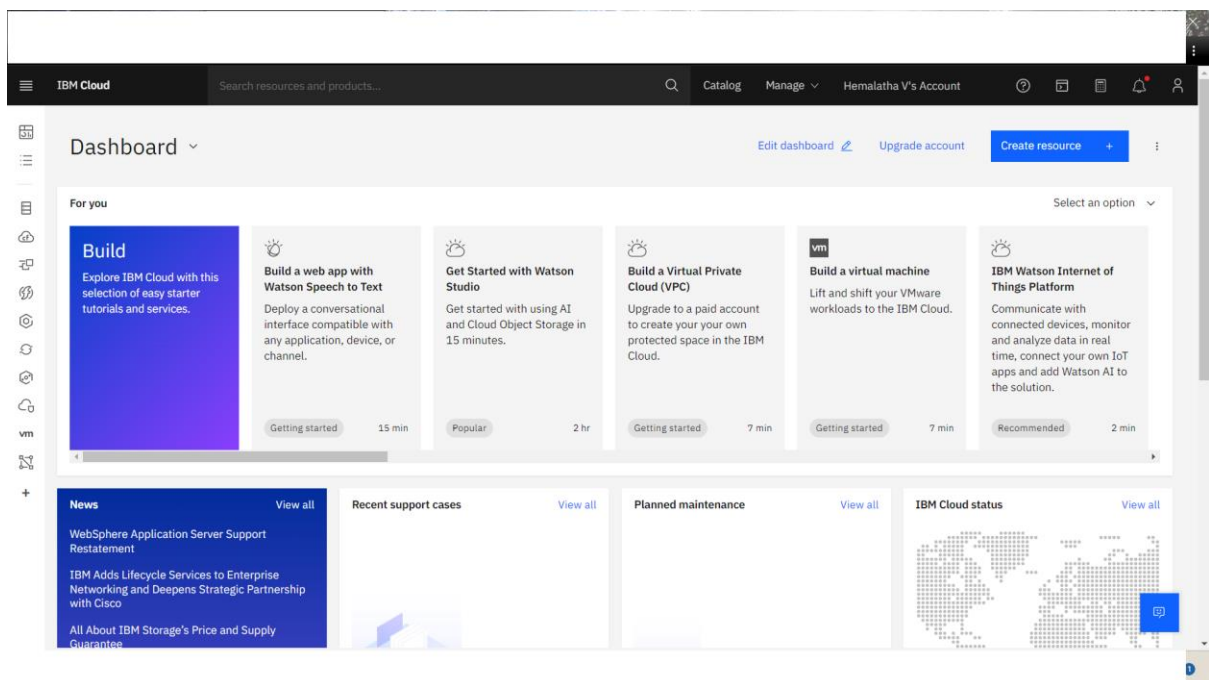 IBM Cloud
Search resources and products...
Catalog
Manage
Hemalatha V's Account
Dashboard
Edit dashboard
Upgrade account
Create resource +
For you
Select an option
Build
Explore IBM Cloud with this
selection of easy starter
tutorials and services.
Build a web app with
Watson Speech to Text
Deploy a conversational
interface compatible with
any application, device, or
channel.
Getting started
15 min
Get Started with Watson
Studio
Get started with using AI
and Cloud Object Storage in
15 minutes.
Popular
2 hr
Build a Virtual Private
Cloud (VPC)
Upgrade to a paid account
to create your your own
protected space in the IBM
Cloud.
Getting started
7 min
vm
Build a virtual machine
Lift and shift your VMware
workloads to the IBM Cloud.
Getting started
7 min
IBM Watson Internet of
Things Platform
Communicate with
connected devices, monitor
and analyze data in real
time, connect your own IoT
apps and add Watson AI to
the solution.
Recommended
2 min
vm
News
View all
WebSphere Application Server Support
Restatement
IBM Adds Lifecycle Services to Enterprise
Networking and Deepens Strategic Partnership
with Cisco
All About IBM Storage's Price and Supply
Guarantee
Recent support cases
View all
Planned maintenance
View all
IBM Cloud status
View all
1